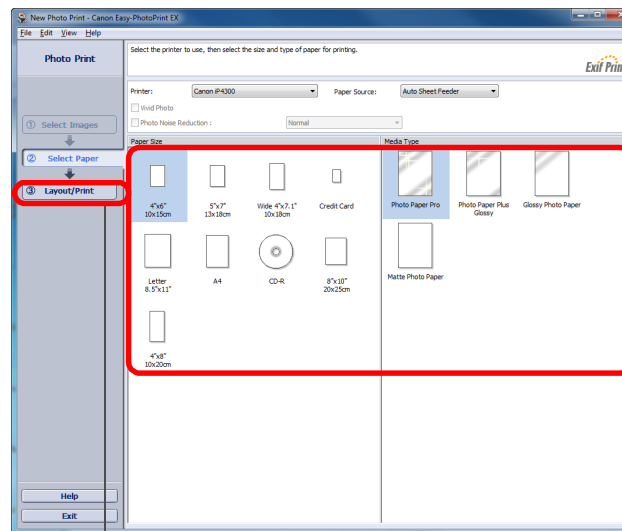 New Photo Print - Canon Easy-PhotoPrint EX
File Edit View Help
Photo Print
Select the printer to use, then select the size and type of paper for printing.
Exif Prin
Printer: Canon iP4300 Paper Source: Auto Sheet Feeder
Vivid Photo
Photo Noise Reduction : Normal
① Select Images
② Select Paper
③ Layout/Print
Paper Size Media Type
4"x6"
10x15cm
5"x7"
13x18cm
Wide 4"x7.1"
10x18cm
Credit Card
Letter
8.5"x11"
A4
CD-R
8"x10"
20x25cm
4"x8"
10x20cm
Photo Paper Pro
Photo Paper Plus
Glossy
Glossy Photo Paper
Matte Photo Paper
Help
Exit